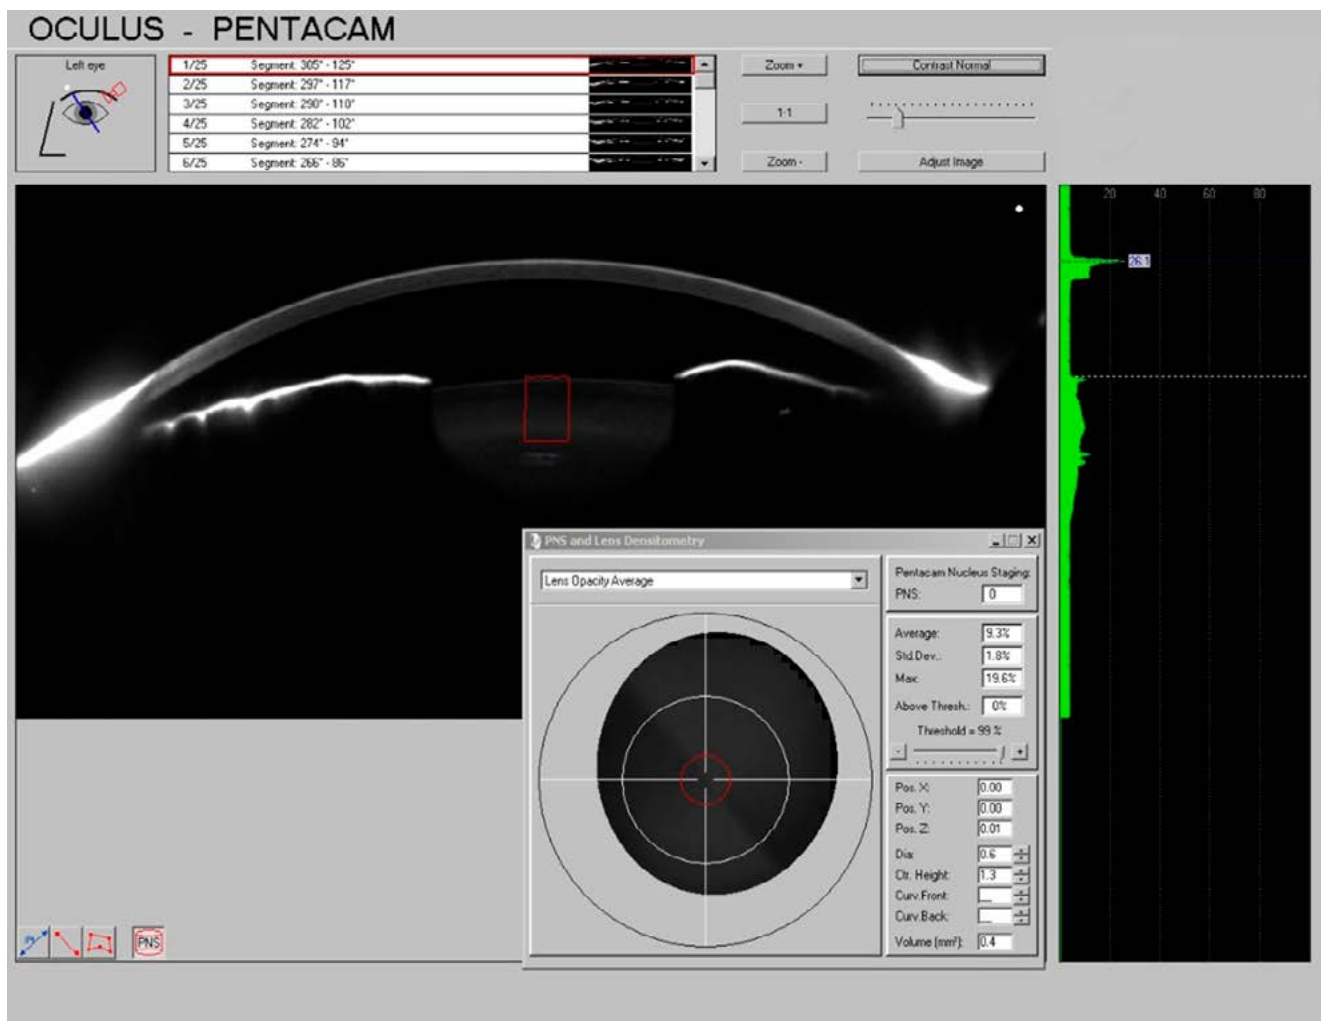 OCULUS - PENTACAM
Left eye
1/25 Segment: 305° - 125°
2/25 Segment: 297° - 117°
3/25 Segment: 290° - 110°
4/25 Segment: 282° - 102°
5/25 Segment: 274° - 94°
6/25 Segment: 266° - 86°
Zoom +
1-1
Zoom -
Contrast Normal
Adjust Image
20 40 60 80
26.1
PNS and Lens Densitometry
Lens Opacity Average
Pentacam Nucleus Staging:
PNS: 0
Average: 9.3%
Std.Dev.: 1.8%
Max: 19.6%
Above Thresh.: 0%
Threshold = 99 %
- +
Pos. X: 0.00
Pos. Y: 0.00
Pos. Z: 0.01
Dia: 0.6
Ctr. Height: 1.3
Curv.Front:
Curv.Back:
Volume (mm³): 0.4
PNS